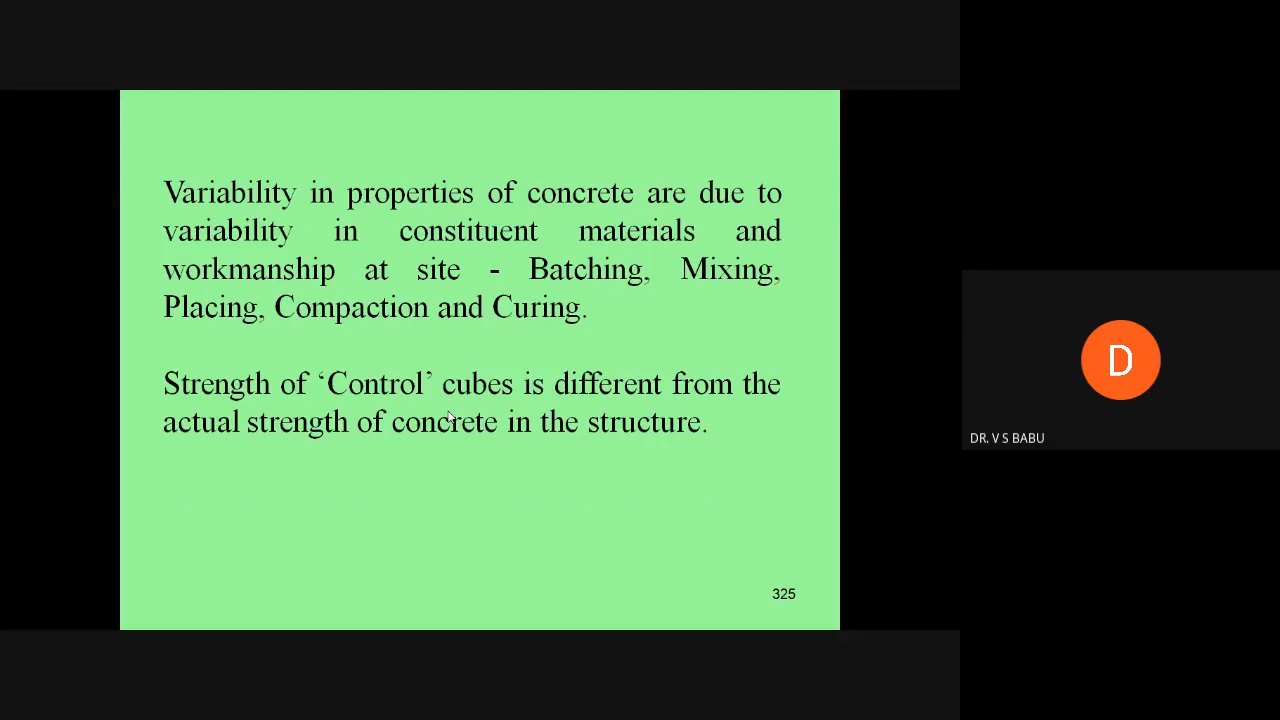 Variability in properties of concrete are due to
variability in constituent materials and
workmanship at site - Batching, Mixing,
Placing, Compaction and Curing.
Strength of ‘Control’ cubes is different from the
actual strength of concrete in the structure.
325
D
DR. V S BABU